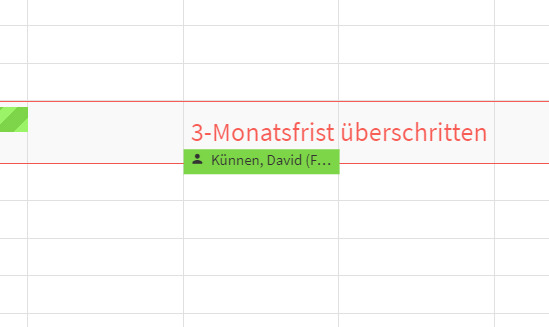 3-Monatsfrist überschritten
Künnen, David (F...